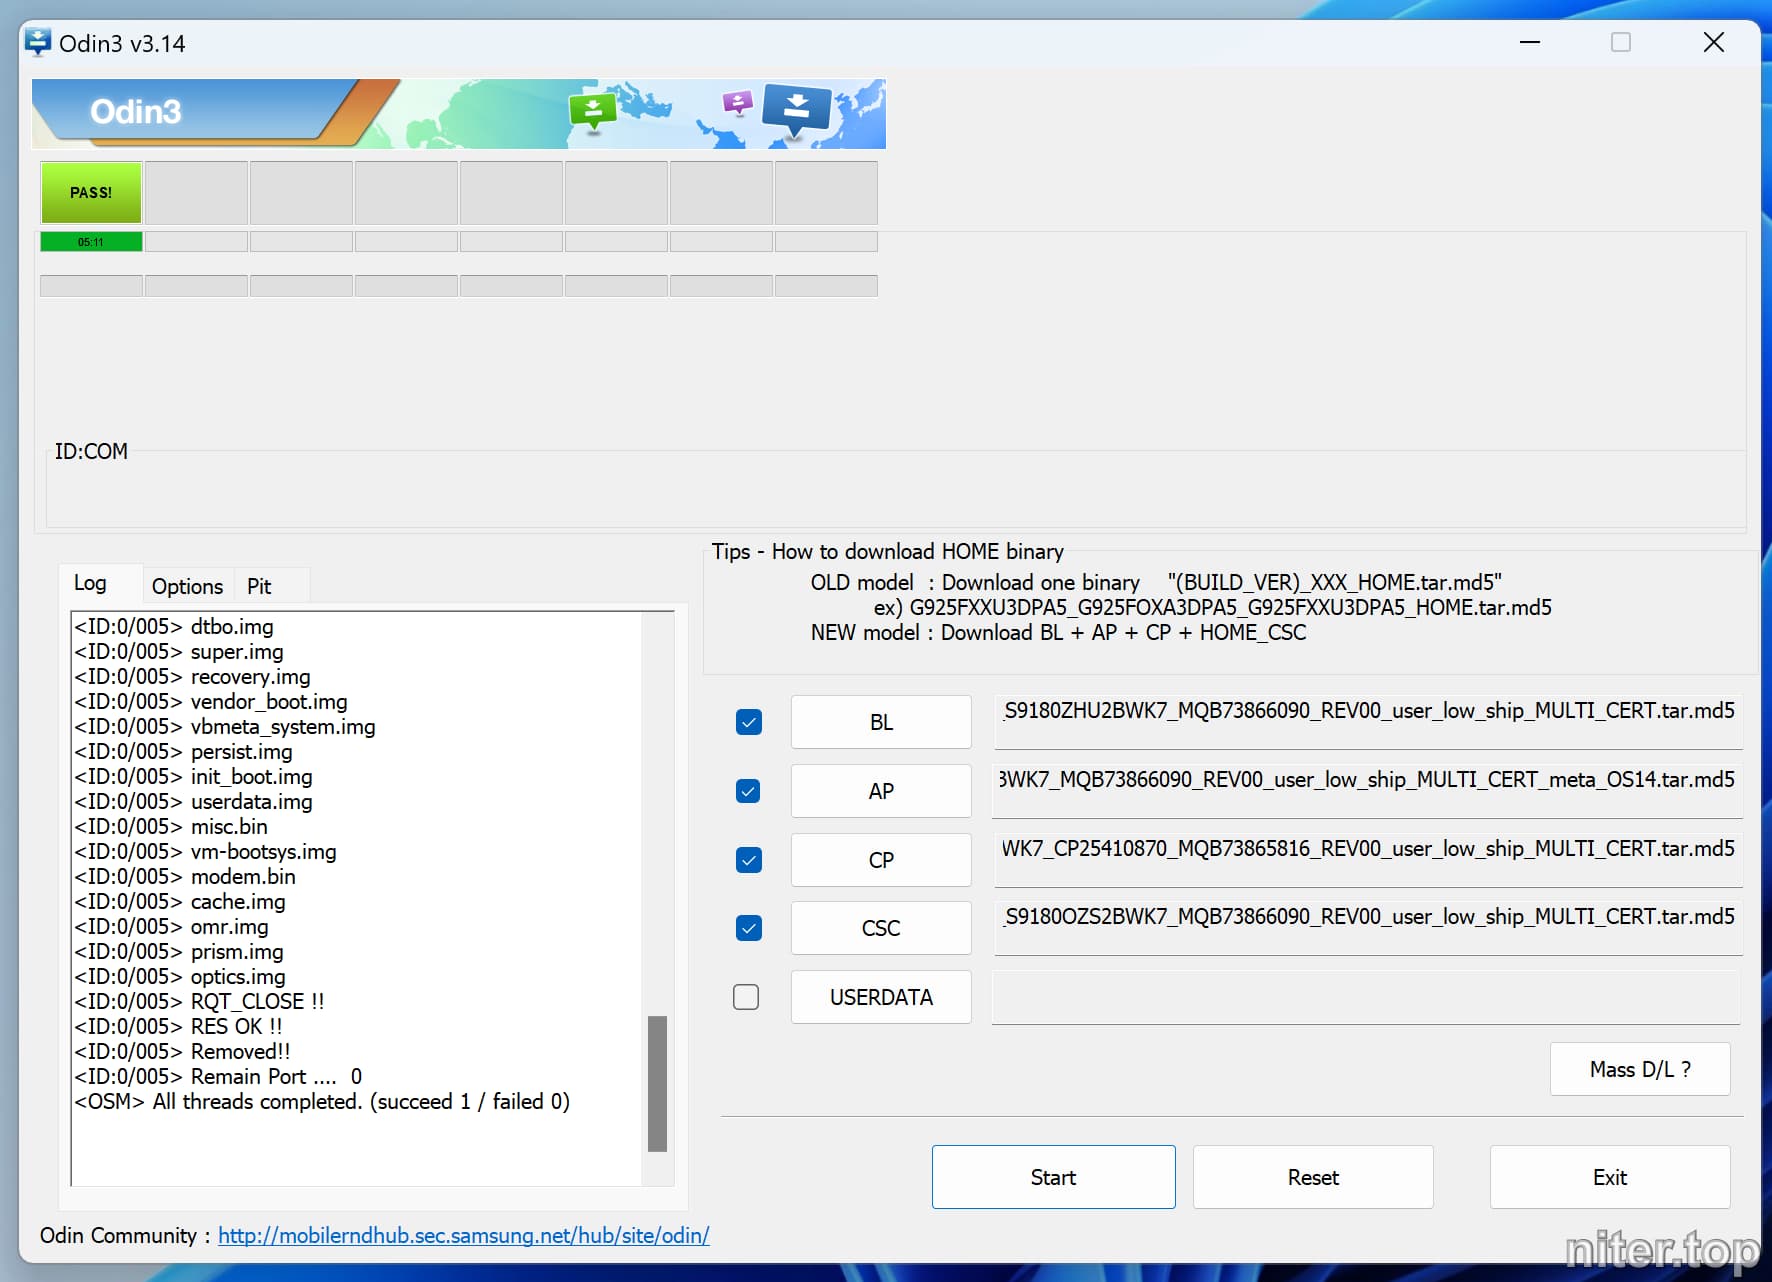 Odin3 v3.14
Odin3
PASS!
05:11
ID:COM
Log
Options
Pit
<ID:0/005> dtbo.img
<ID:0/005> super.img
<ID:0/005> recovery.img
<ID:0/005> vendor_boot.img
<ID:0/005> vbmeta_system.img
<ID:0/005> persist.img
<ID:0/005> init_boot.img
<ID:0/005> userdata.img
<ID:0/005> misc.bin
<ID:0/005> vm-bootsys.img
<ID:0/005> modem.bin
<ID:0/005> cache.img
<ID:0/005> omr.img
<ID:0/005> prism.img
<ID:0/005> optics.img
<ID:0/005> RQT_CLOSE !!
<ID:0/005> RES OK !!
<ID:0/005> Removed!!
<ID:0/005> Remain Port ....  0
<OSM> All threads completed. (succeed 1 / failed 0)
Tips - How to download HOME binary
OLD model  : Download one binary    "(BUILD_VER)_XXX_HOME.tar.md5"
ex) G925FXXU3DPA5_G925FOXA3DPA5_G925FXXU3DPA5_HOME.tar.md5
NEW model : Download BL + AP + CP + HOME_CSC
BL _S9180ZHU2BWK7_MQB73866090_REV00_user_low_ship_MULTI_CERT.tar.md5
AP BWK7_MQB73866090_REV00_user_low_ship_MULTI_CERT_meta_OS14.tar.md5
CP WK7_CP25410870_MQB73865816_REV00_user_low_ship_MULTI_CERT.tar.md5
CSC _S9180OZS2BWK7_MQB73866090_REV00_user_low_ship_MULTI_CERT.tar.md5
USERDATA
Mass D/L ?
Start
Reset
Exit
Odin Community : http://mobilerndhub.sec.samsung.net/hub/site/odin/
niter.top